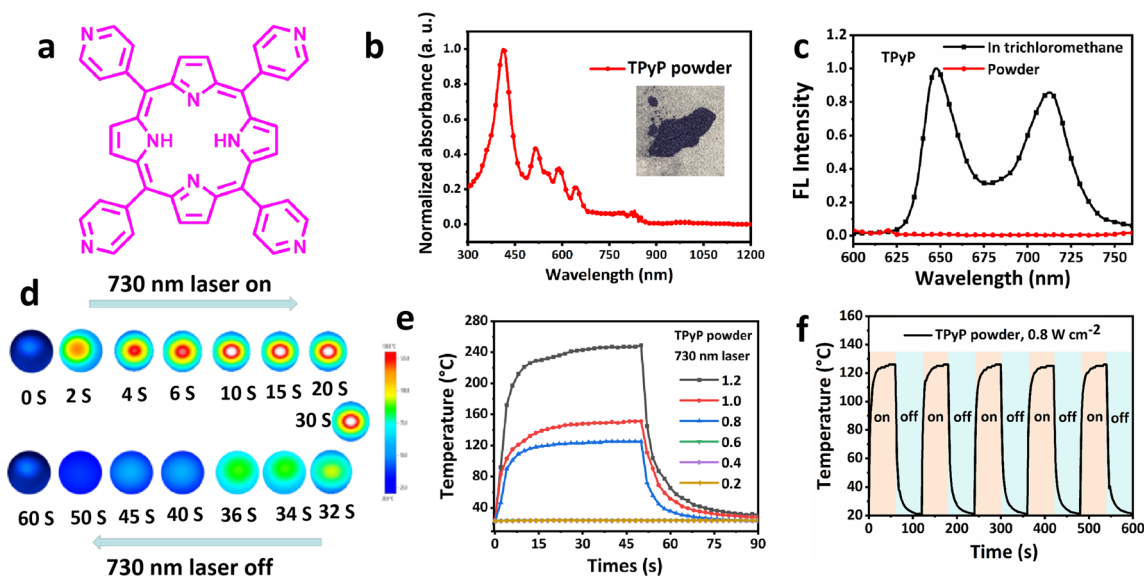 a
N
N
N
NH
HN
N
N
N
b
Normalized absorbance (a. u.)
1.0
0.8
0.6
0.4
0.2
0.0
TPyP powder
300 450 600 750 900 1050 1200
Wavelength (nm)
c
FL Intensity
1.2
1.0
0.8
0.6
0.4
0.2
0.0
TPyP
In trichloromethane
Powder
600 625 650 675 700 725 750
Wavelength (nm)
d
730 nm laser on
0 S 2 S 4 S 6 S 10 S 15 S 20 S
30 S
60 S 50 S 45 S 40 S 36 S 34 S 32 S
730 nm laser off
e
Temperature (°C)
280
240
200
160
120
80
40
TPyP powder
730 nm laser
1.2
1.0
0.8
0.6
0.4
0.2
0 15 30 45 60 75 90
Times (s)
f
Temperature (°C)
160
140
120
100
80
60
40
20
TPyP powder, 0.8 W cm⁻²
on off on off on off on off on off
0 100 200 300 400 500 600
Time (s)